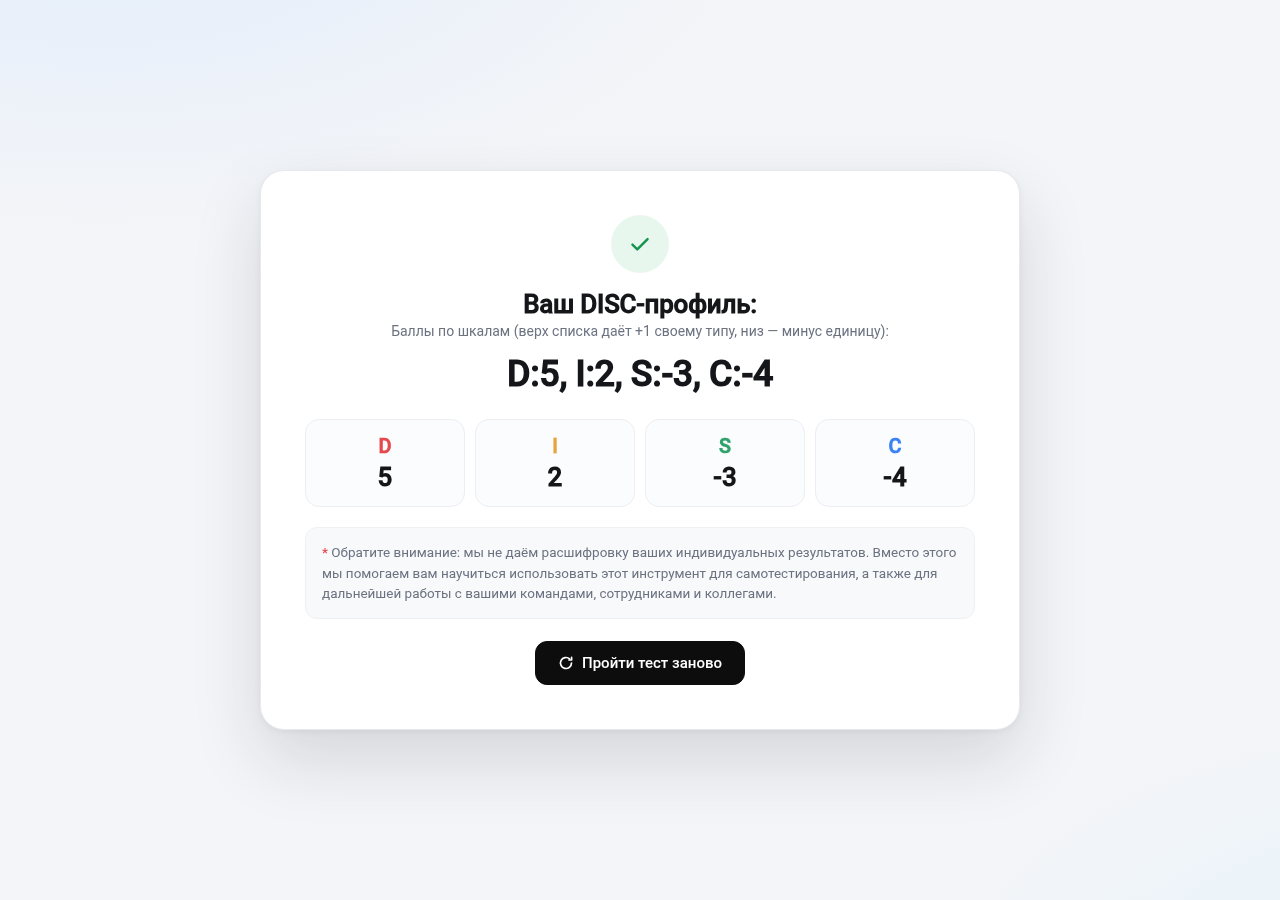 Ваш DISC-профиль:
Баллы по шкалам (верх списка даёт +1 своему типу, низ — минус единицу):
D:5, I:2, S:-3, C:-4
D
5
I
2
S
-3
C
-4
* Обратите внимание: мы не даём расшифровку ваших индивидуальных результатов. Вместо этого
мы помогаем вам научиться использовать этот инструмент для самотестирования, а также для
дальнейшей работы с вашими командами, сотрудниками и коллегами.
Пройти тест заново